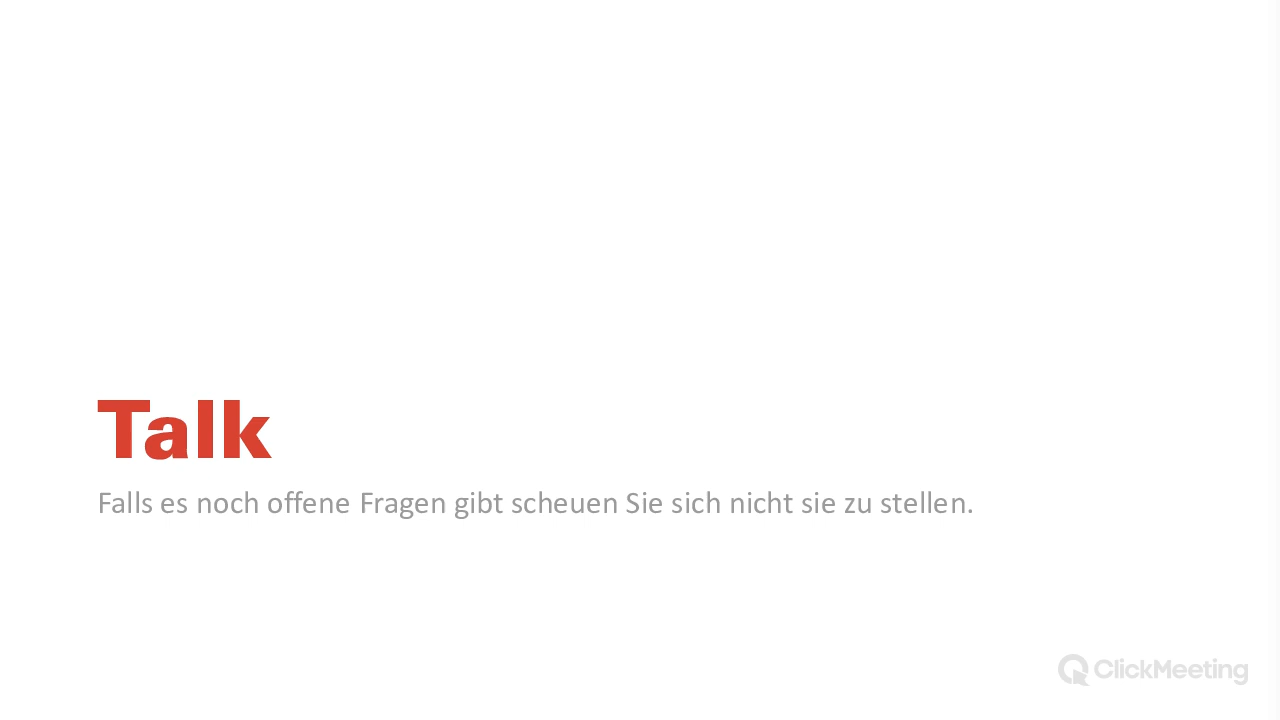 Talk
Falls es noch offene Fragen gibt scheuen Sie sich nicht sie zu stellen.
ClickMeeting